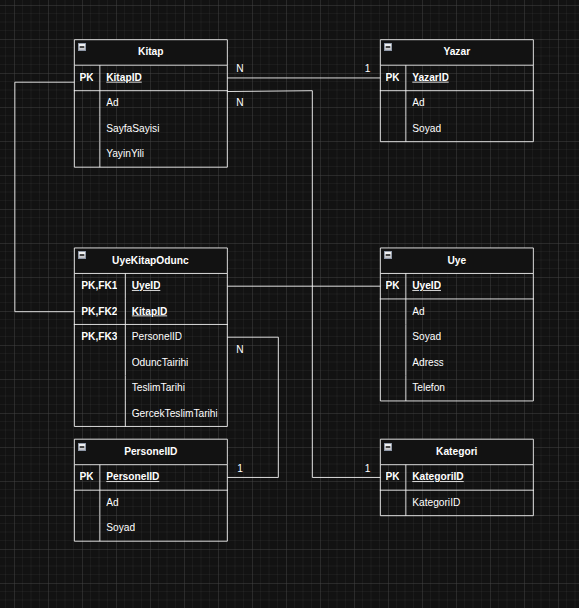 Kitap
PK KitapID
Ad
SayfaSayisi
YayinYili
N 1
N
Yazar
PK YazarID
Ad
Soyad
UyeKitapOdunc
PK,FK1 UyeID
PK,FK2 KitapID
PK,FK3 PersonelID
OduncTairihi
TeslimTarihi
GercekTeslimTarihi
N
Uye
PK UyeID
Ad
Soyad
Adress
Telefon
PersonelID
PK PersonelID
Ad
Soyad
1
1
Kategori
PK KategoriID
KategoriID